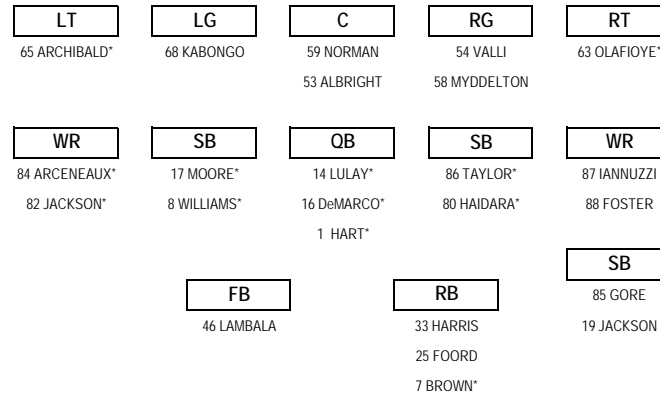 LT LG C RG RT
65 ARCHIBALD* 68 KABONGO 59 NORMAN 54 VALLI 63 OLAFIOYE*
53 ALBRIGHT 58 MYDDELTON
WR SB QB SB WR
84 ARCENEAUX* 17 MOORE* 14 LULAY* 86 TAYLOR* 87 IANNUZZI
82 JACKSON* 8 WILLIAMS* 16 DeMARCO* 80 HAIDARA* 88 FOSTER
1 HART*
SB
FB RB 85 GORE
46 LAMBALA 33 HARRIS 19 JACKSON
25 FOORD
7 BROWN*